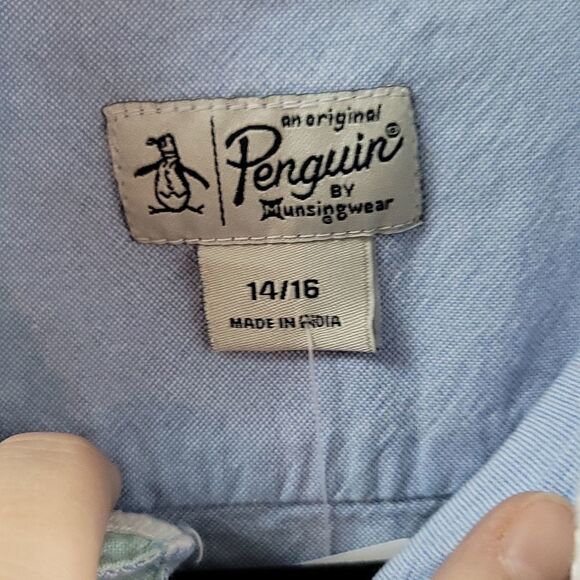 an original
Penguin®
BY
Munsingwear®
14/16
MADE IN INDIA